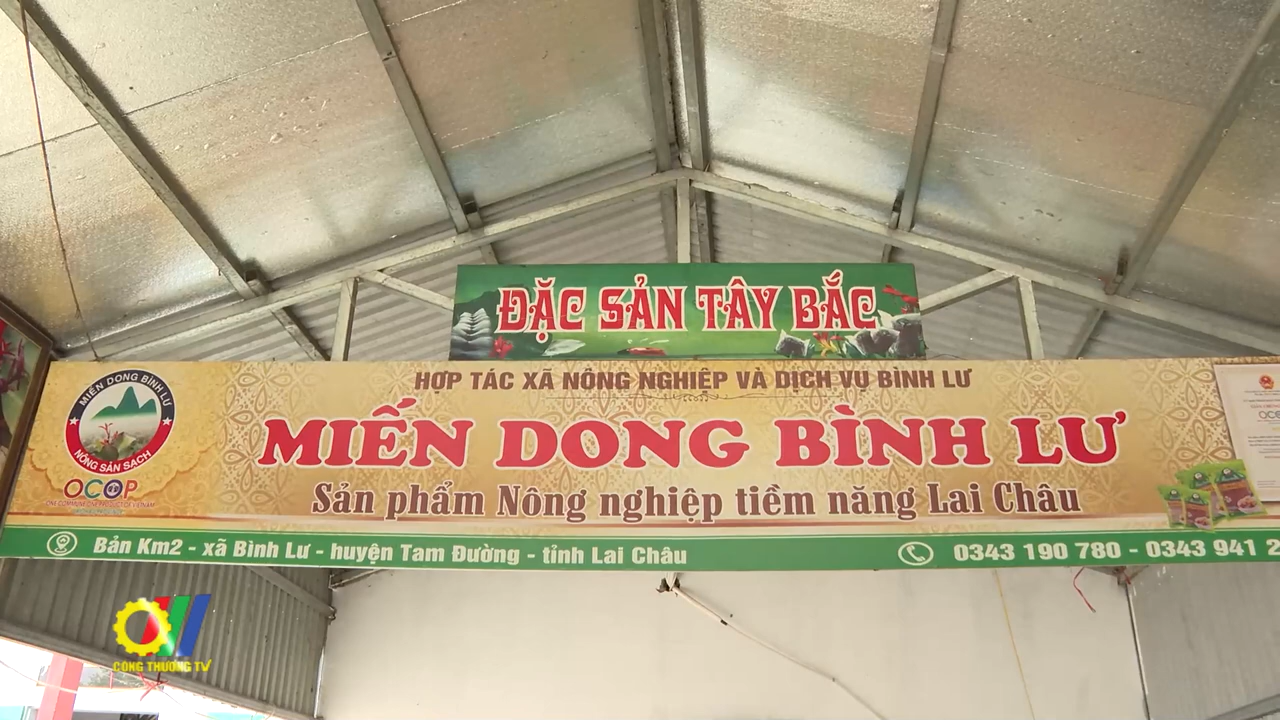 ĐẶC SẢN TÂY BẮC
HỢP TÁC XÃ NÔNG NGHIỆP VÀ DỊCH VỤ BÌNH LƯ
MIẾN DONG BÌNH LƯ
Sản phẩm Nông nghiệp tiềm năng Lai Châu
MIẾN DONG BÌNH LƯ
NÔNG SẢN SẠCH
OCOP
Bản Km2 - xã Bình Lư - huyện Tam Đường - tỉnh Lai Châu
0343 190 780 - 0343 941 2
CÔNG THƯƠNG TV